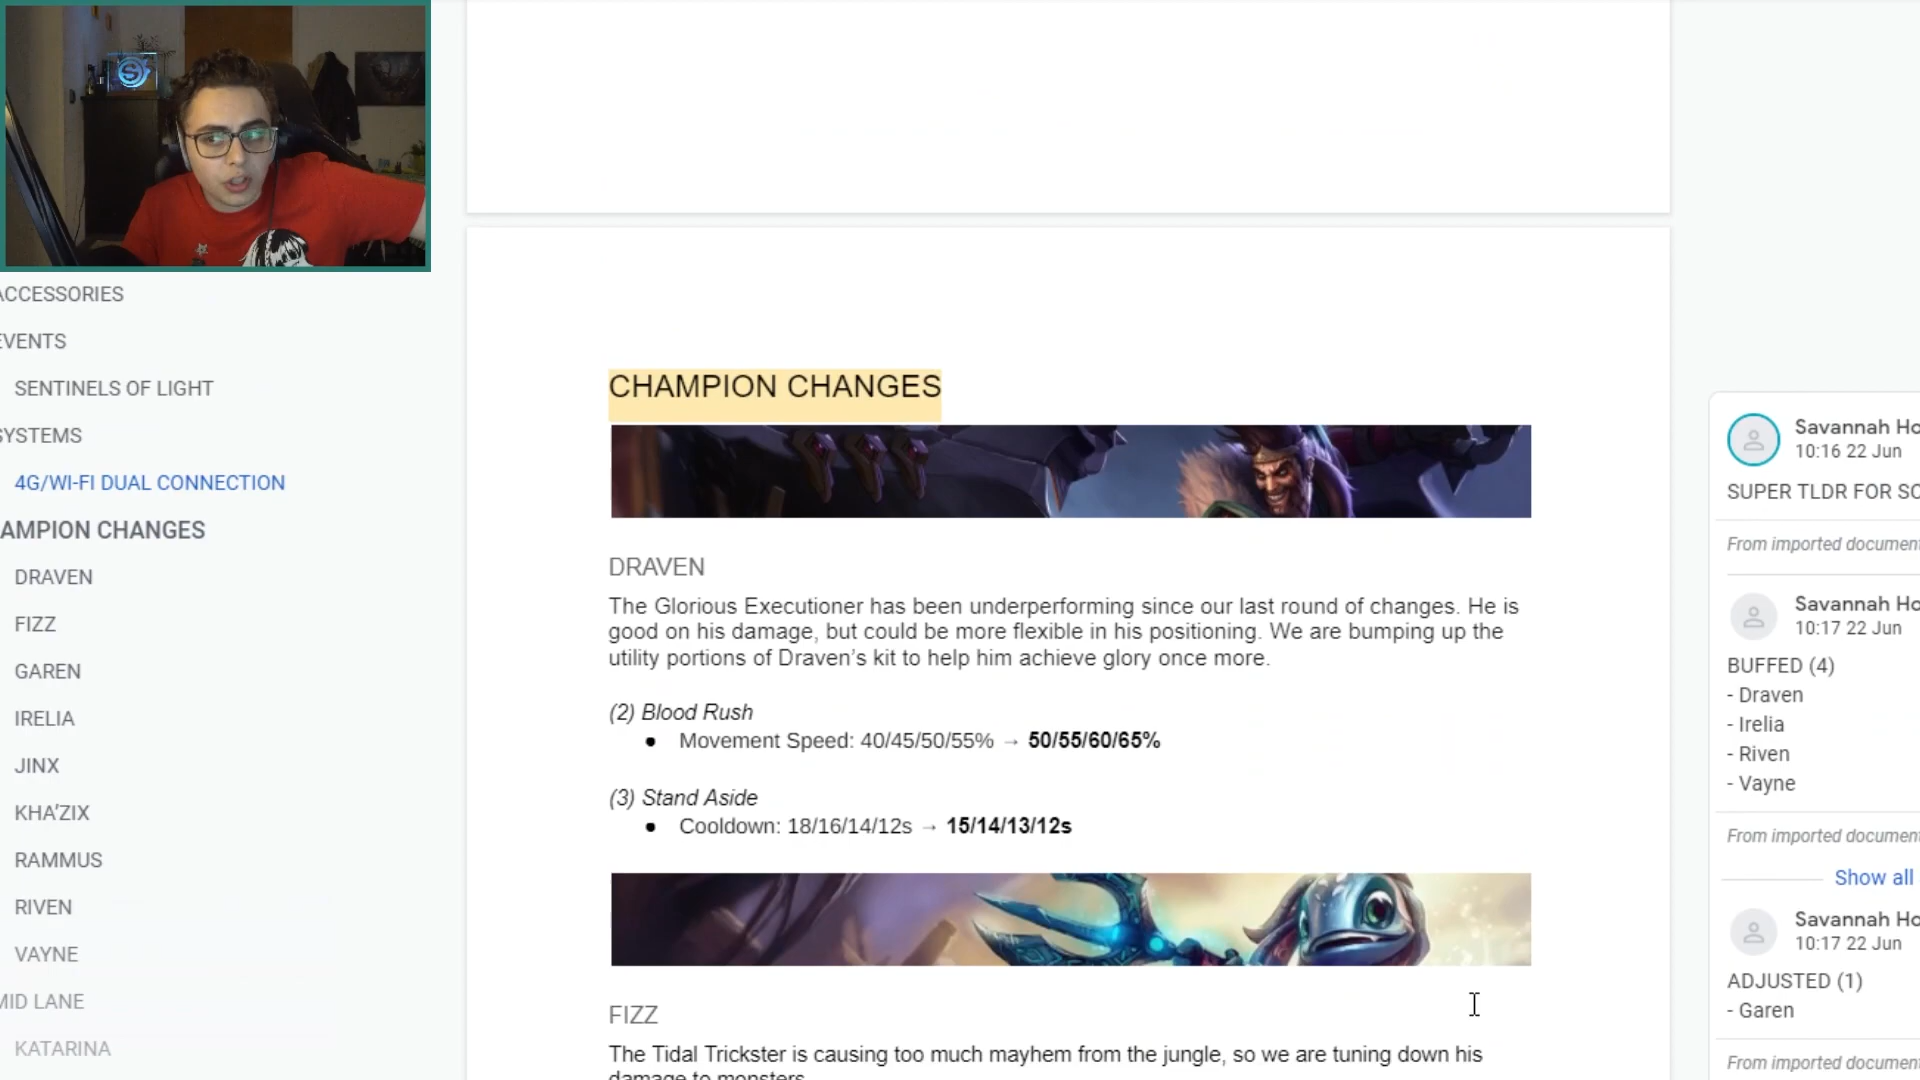 ACCESSORIES
EVENTS
SENTINELS OF LIGHT
SYSTEMS
4G/WI-FI DUAL CONNECTION
AMPION CHANGES
DRAVEN
FIZZ
GAREN
IRELIA
JINX
KHA'ZIX
RAMMUS
RIVEN
VAYNE
MID LANE
KATARINA
CHAMPION CHANGES
DRAVEN
The Glorious Executioner has been underperforming since our last round of changes. He is
good on his damage, but could be more flexible in his positioning. We are bumping up the
utility portions of Draven's kit to help him achieve glory once more.
(2) Blood Rush
● Movement Speed: 40/45/50/55% → 50/55/60/65%
(3) Stand Aside
● Cooldown: 18/16/14/12s → 15/14/13/12s
FIZZ
The Tidal Trickster is causing too much mayhem from the jungle, so we are tuning down his
damage to monsters.
Savannah Ho
10:16 22 Jun
SUPER TLDR FOR SO
From imported document
Savannah Ho
10:17 22 Jun
BUFFED (4)
- Draven
- Irelia
- Riven
- Vayne
From imported document
Show all
Savannah Ho
10:17 22 Jun
ADJUSTED (1)
- Garen
From imported document